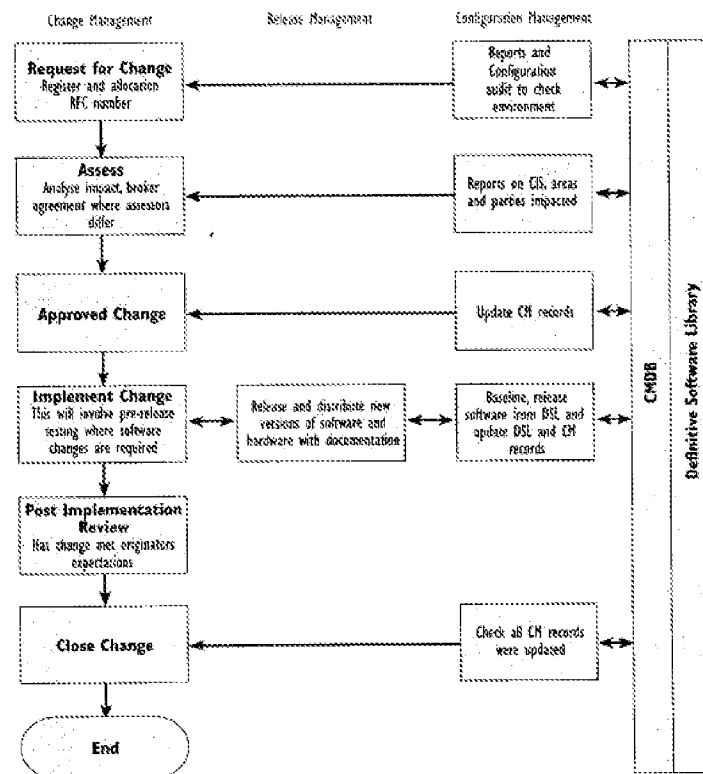 Change Management
Release Management
Configuration Management
Request for Change
Register and allocation
RFC number
Reports and
Configuration
audit to check
environment
Assess
Analyse impact, broker
agreement where assessors
differ
Reports on CIS, areas
and parties impacted
Approved Change
Update CM records
Implement Change
This will involve pre-release
testing where software
changes are required
Release and distribute new
versions of software and
hardware with documentation
Baseline, release
software from DSL and
update DSL and CM
records
Post Implementation
Review
Has change met originators
expectations
Close Change
Check all CM records
were updated
End
CMDB
Definitive Software Library